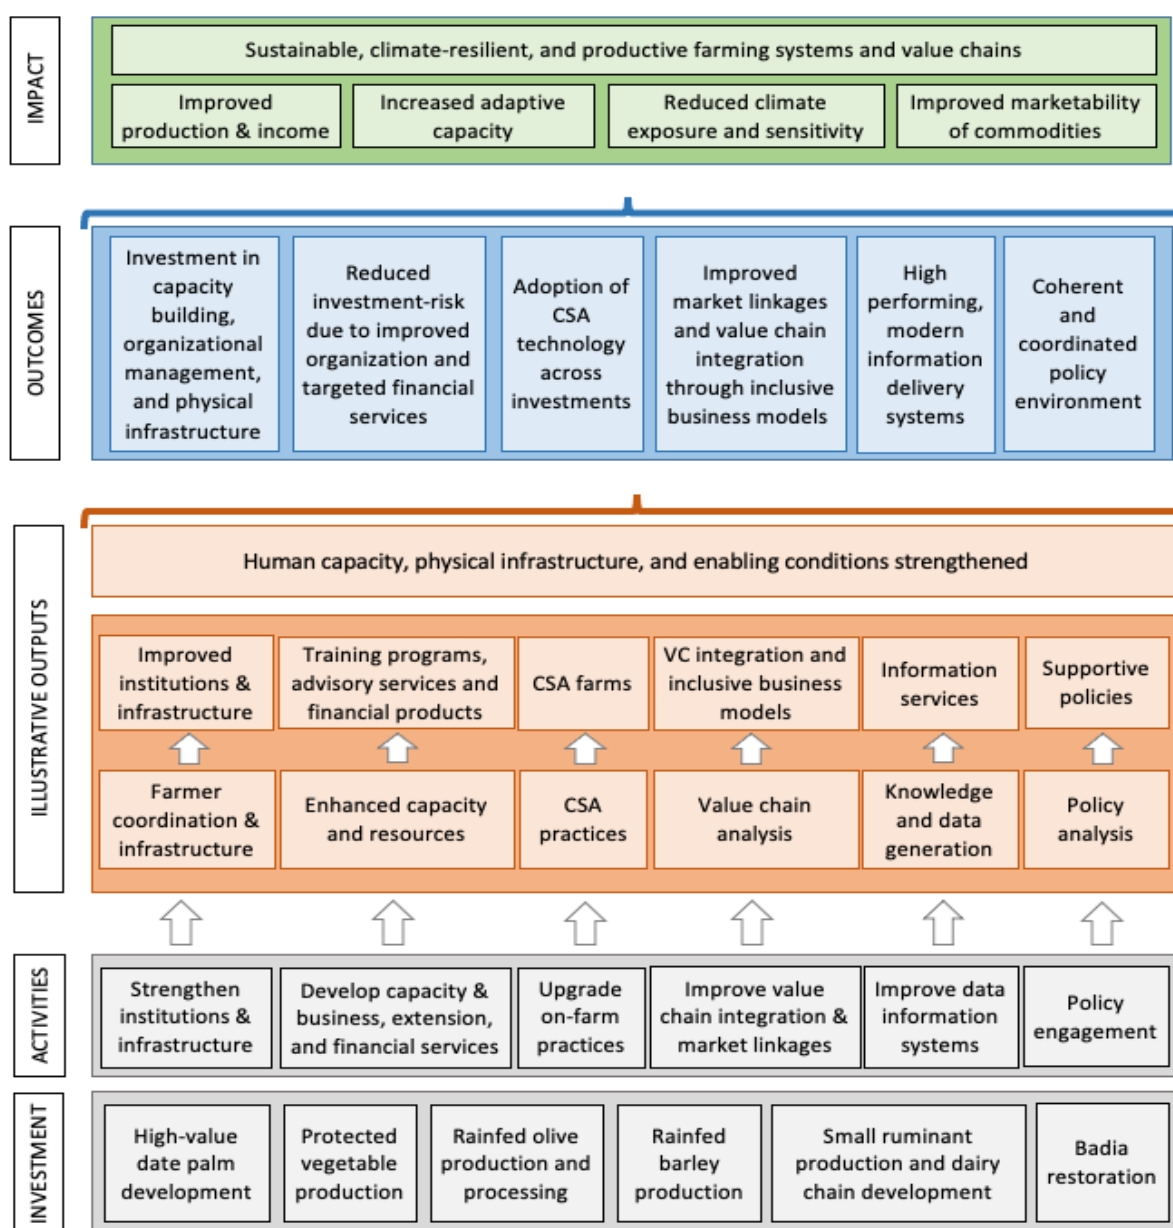 IMPACT
Sustainable, climate-resilient, and productive farming systems and value chains
Improved
production & income
Increased adaptive
capacity
Reduced climate
exposure and sensitivity
Improved marketability
of commodities
OUTCOMES
Investment in
capacity
building,
organizational
management,
and physical
infrastructure
Reduced
investment-risk
due to improved
organization and
targeted financial
services
Adoption of
CSA
technology
across
investments
Improved
market linkages
and value chain
integration
through inclusive
business models
High
performing,
modern
information
delivery
systems
Coherent
and
coordinated
policy
environment
ILLUSTRATIVE OUTPUTS
Human capacity, physical infrastructure, and enabling conditions strengthened
Improved
institutions &
infrastructure
Training programs,
advisory services and
financial products
CSA farms
VC integration and
inclusive business
models
Information
services
Supportive
policies
Farmer
coordination &
infrastructure
Enhanced capacity
and resources
CSA
practices
Value chain
analysis
Knowledge
and data
generation
Policy
analysis
ACTIVITIES
Strengthen
institutions &
infrastructure
Develop capacity &
business, extension,
and financial services
Upgrade
on-farm
practices
Improve value
chain integration &
market linkages
Improve data
information
systems
Policy
engagement
INVESTMENT
High-value
date palm
development
Protected
vegetable
production
Rainfed olive
production and
processing
Rainfed
barley
production
Small ruminant
production and dairy
chain development
Badia
restoration